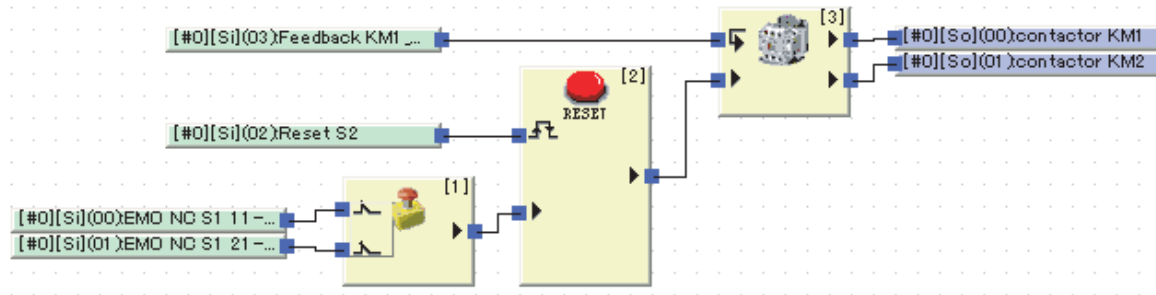 [3]
[#0][Si](03):Feedback KM1_...
[#0][So](00):contactor KM1
[#0][So](01):contactor KM2
[2]
RESET
[#0][Si](02):Reset S2
[1]
[#0][Si](00):EMO NC S1 11-...
[#0][Si](01):EMO NC S1 21-...